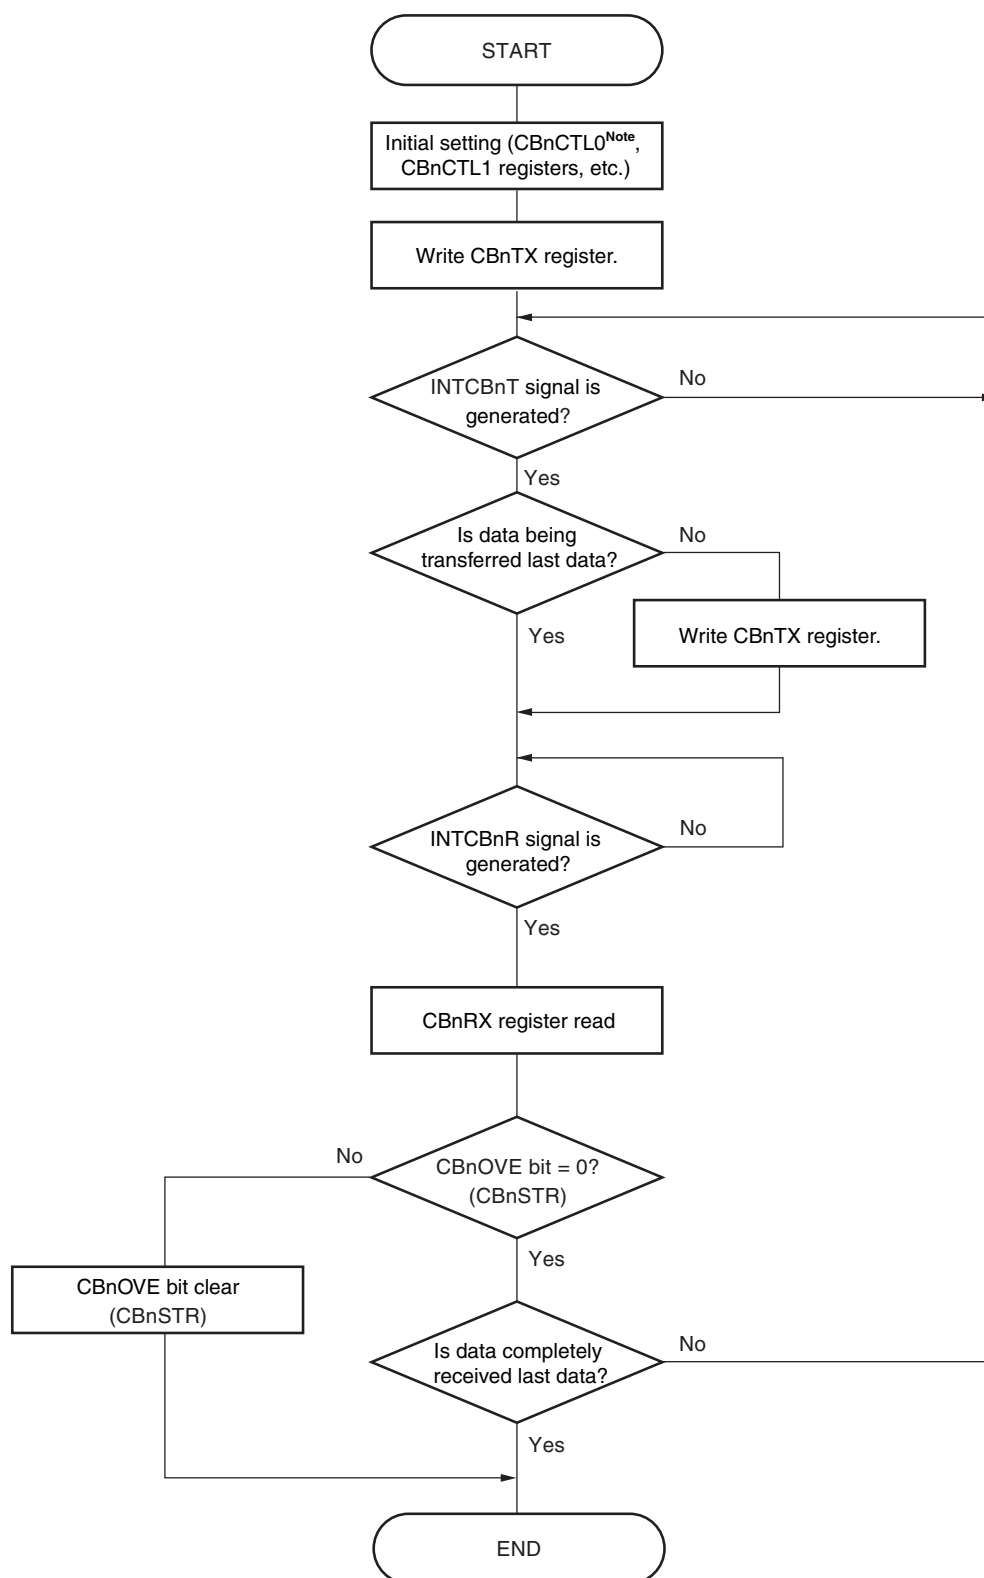 START
Initial setting (CBnCTL0Note,
CBnCTL1 registers, etc.)
Write CBnTX register.
INTCBnT signal is
generated?
No
Yes
Is data being
transferred last data?
No
Write CBnTX register.
Yes
INTCBnR signal is
generated?
No
Yes
CBnRX register read
CBnOVE bit = 0?
(CBnSTR)
No
Yes
CBnOVE bit clear
(CBnSTR)
Is data completely
received last data?
No
Yes
END